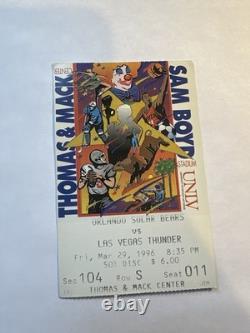 THOMAS & MACK
CENTER
SAM BOYD
STADIUM
UNLV
ORLANDO SOLAR BEARS
VS
LAS VEGAS THUNDER
Fri, Mar 29, 1996 8:35 PM
50% DISC $ 6.00
Sec 104 Row S Seat 011
THOMAS & MACK CENTER